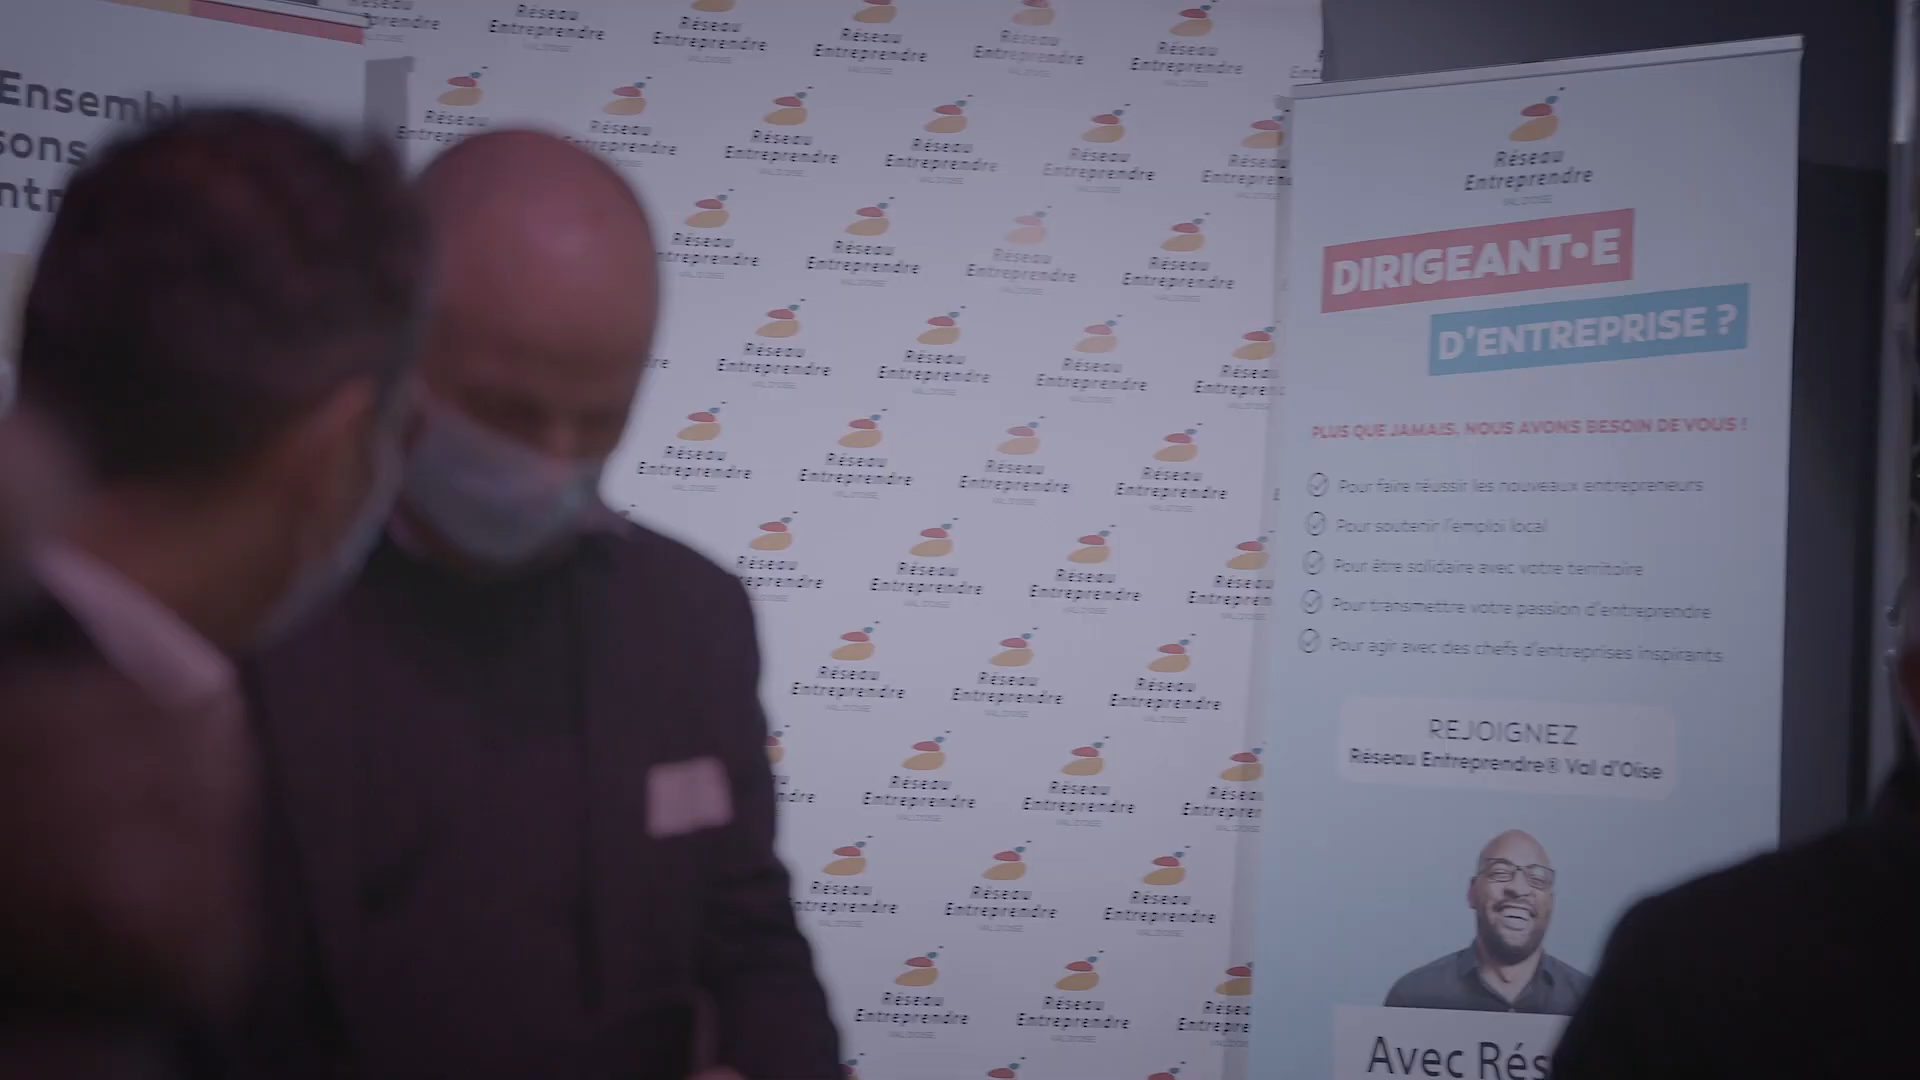 Ensembl
sons
ntr
Réseau
Entreprendre
VAL D'OISE
DIRIGEANT•E
D'ENTREPRISE ?
PLUS QUE JAMAIS, NOUS AVONS BESOIN DE VOUS !
Pour faire réussir les nouveaux entrepreneurs
Pour soutenir l'emploi local
Pour être solidaire avec votre territoire
Pour transmettre votre passion d'entreprendre
Pour agir avec des chefs d'entreprises inspirants
REJOIGNEZ
Réseau Entreprendre® Val d'Oise
Avec Rés